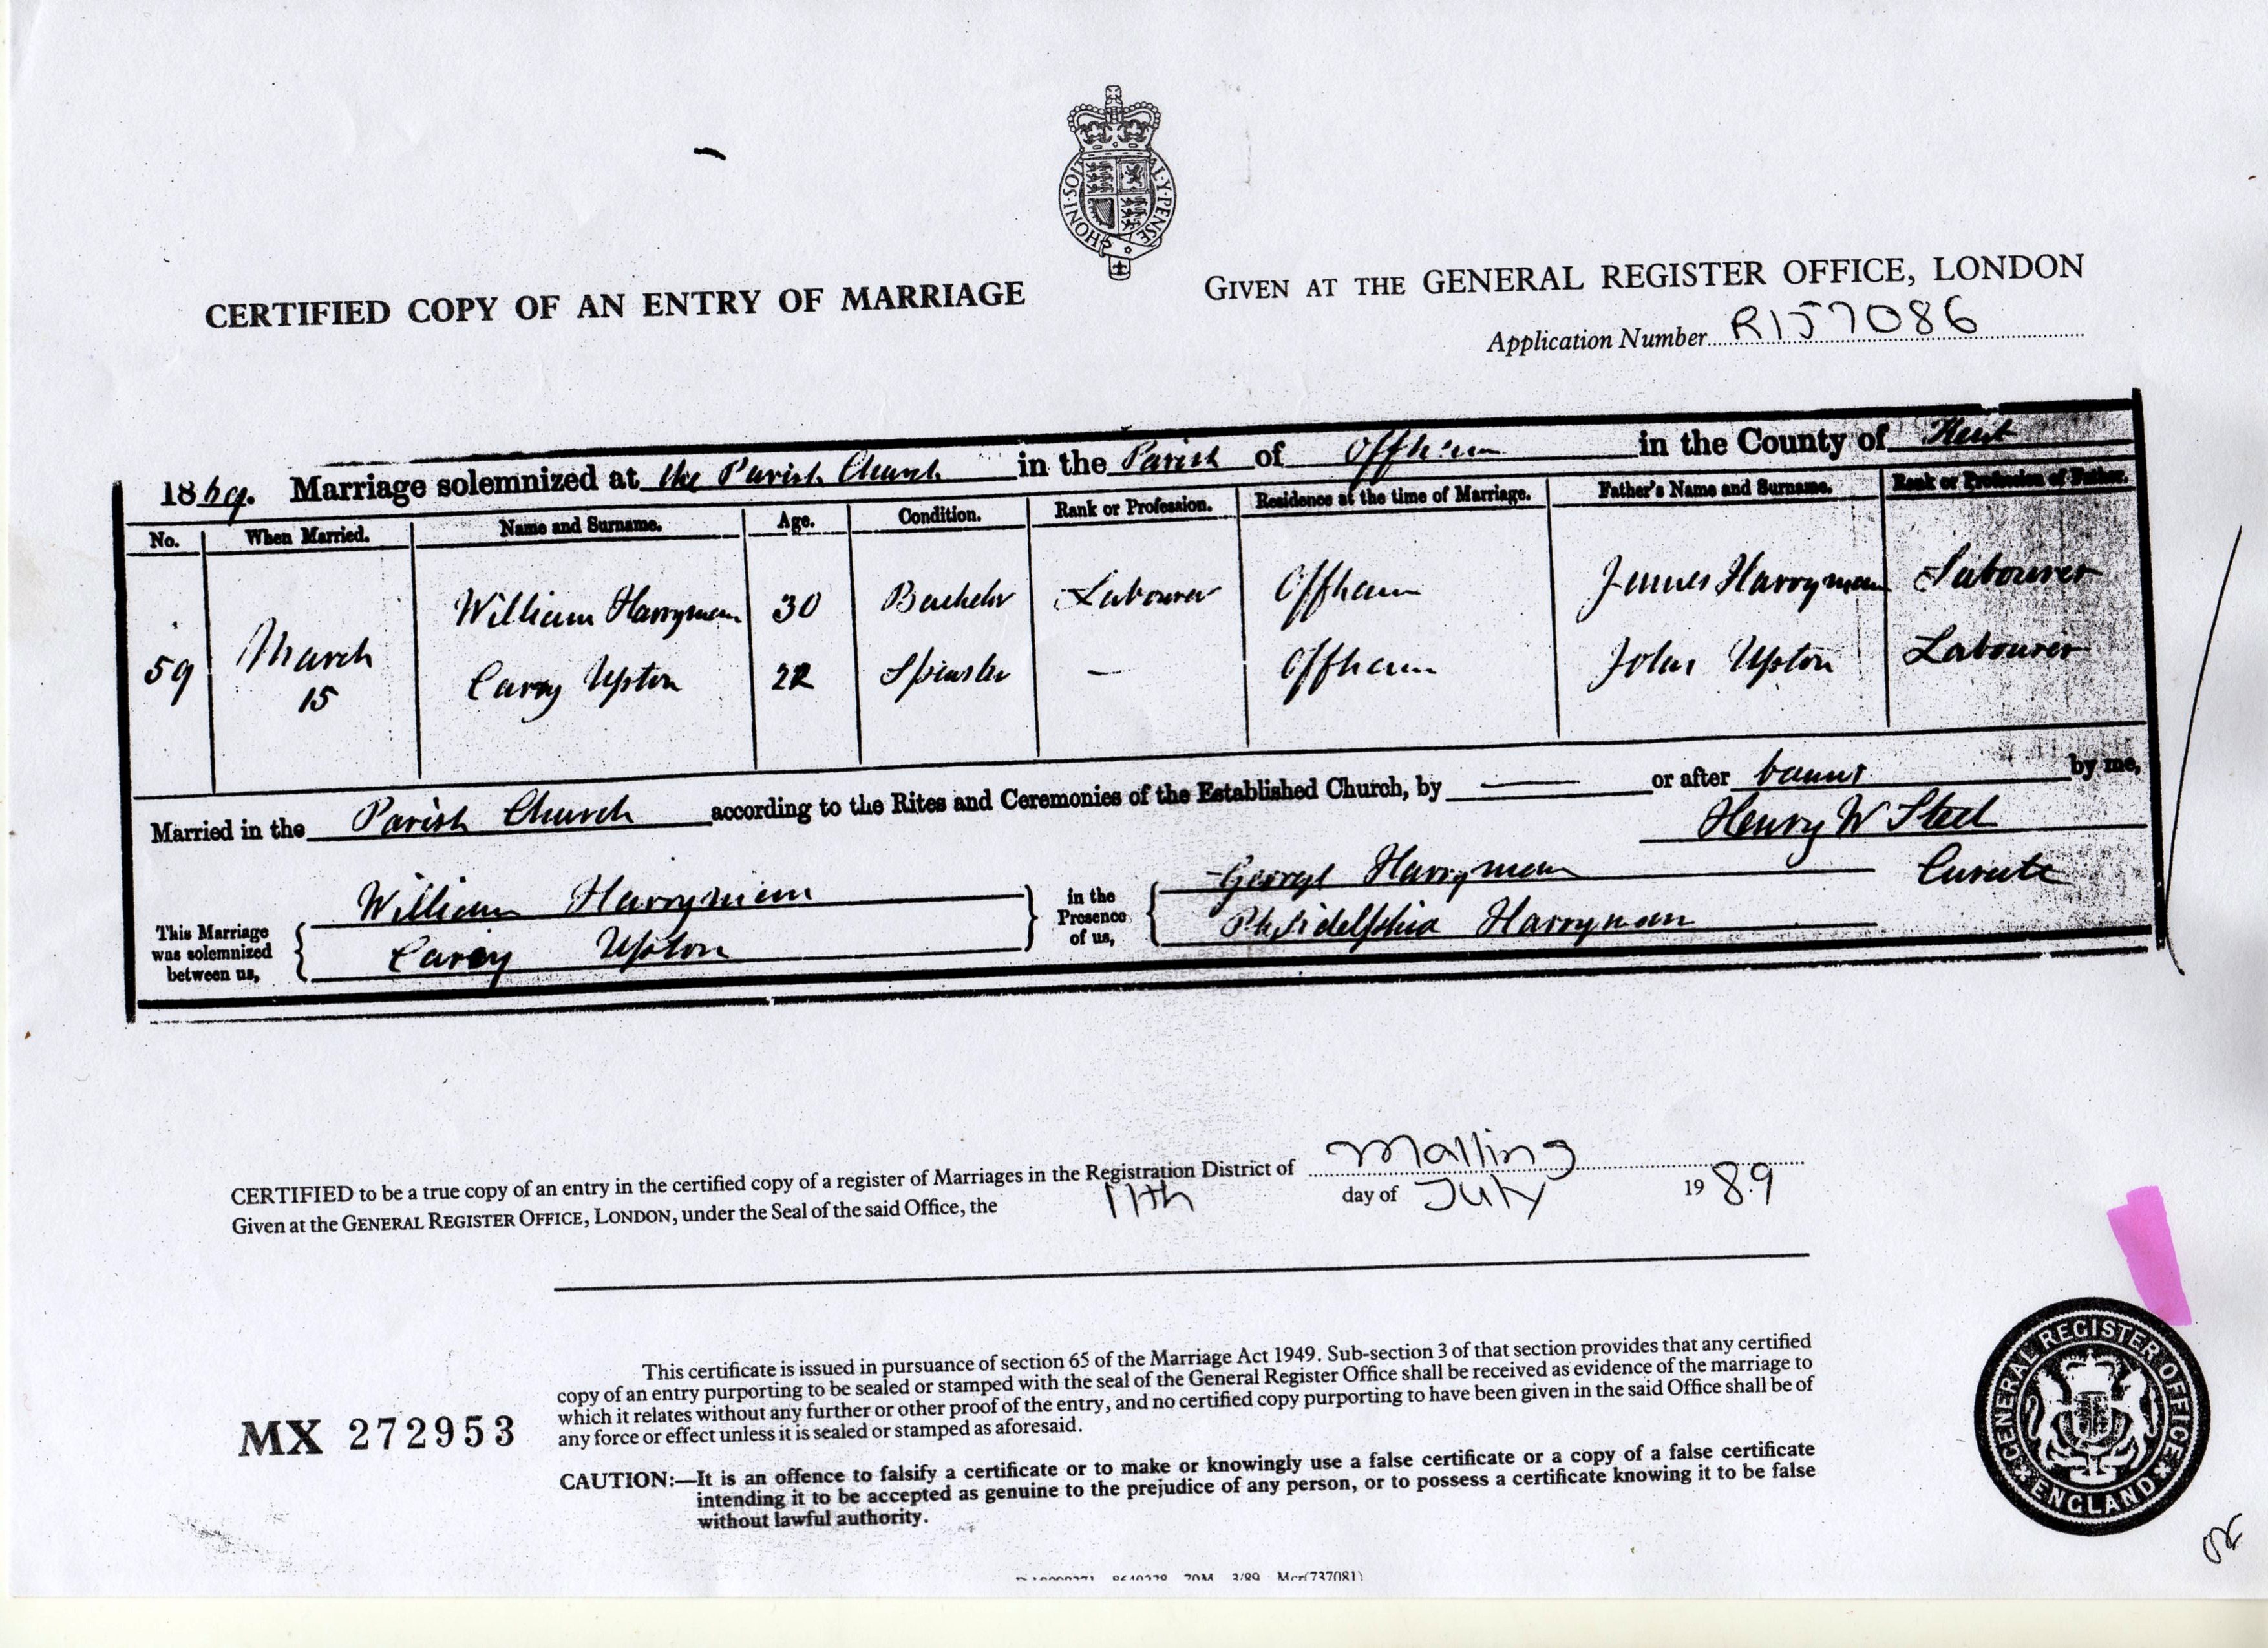 HONI·SOIT AL·Y·PENSE
CERTIFIED COPY OF AN ENTRY OF MARRIAGE
GIVEN AT THE GENERAL REGISTER OFFICE, LONDON
Application Number R157086
1869. Marriage solemnized at the Parish Church in the Parish of Offham in the County of Kent
No. When Married. Name and Surname. Age. Condition. Rank or Profession. Residence at the time of Marriage. Father's Name and Surname. Rank or Profession of Father.
William Harryman 30 Bachelor Labourer Offham James Harryman Labourer
59 March 15 Carey Upton 22 Spinster — Offham John Upton Labourer
Married in the Parish Church according to the Rites and Ceremonies of the Established Church, by — or after banns by me,
Henry W Steel
Curate
This Marriage was solemnized between us, William Harryman Carey Upton
in the Presence of us, George Harryman Philidelphia Harryman
CERTIFIED to be a true copy of an entry in the certified copy of a register of Marriages in the Registration District of Malling
Given at the GENERAL REGISTER OFFICE, LONDON, under the Seal of the said Office, the 11th day of July 1989
This certificate is issued in pursuance of section 65 of the Marriage Act 1949. Sub-section 3 of that section provides that any certified
copy of an entry purporting to be sealed or stamped with the seal of the General Register Office shall be received as evidence of the marriage to
which it relates without any further or other proof of the entry, and no certified copy purporting to have been given in the said Office shall be of
any force or effect unless it is sealed or stamped as aforesaid.
MX 272953
CAUTION:—It is an offence to falsify a certificate or to make or knowingly use a false certificate or a copy of a false certificate
intending it to be accepted as genuine to the prejudice of any person, or to possess a certificate knowing it to be false
without lawful authority.
GENERAL REGISTER OFFICE ENGLAND
70M 3/89 Mcr(737081)